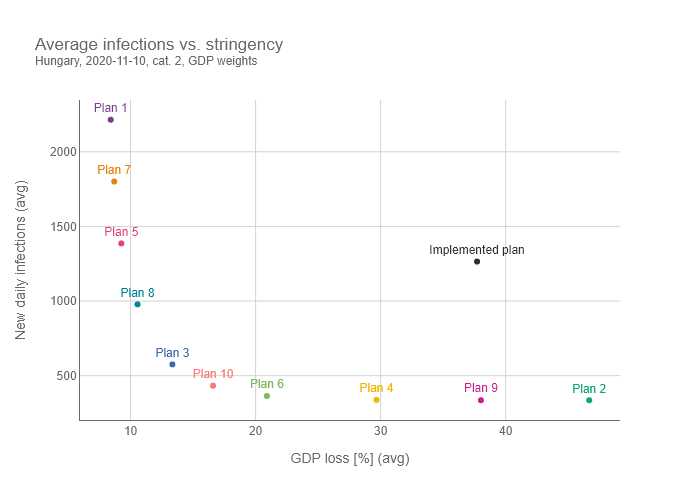 Average infections vs. stringency
Hungary, 2020-11-10, cat. 2, GDP weights
Plan 1
2000
Plan 7
1500
Plan 5
Implemented plan
Plan 8
1000
Plan 3
Plan 10
500
Plan 6
Plan 4
Plan 9
Plan 2
New daily infections (avg)
10
20
30
40
GDP loss [%] (avg)